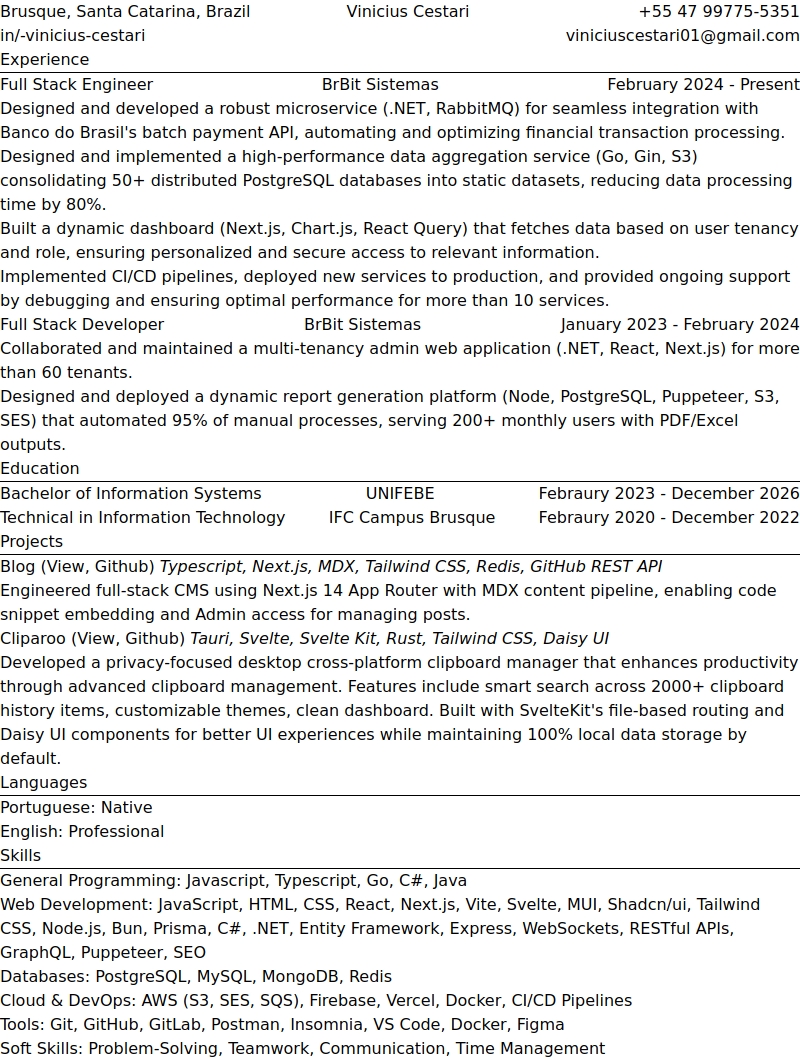 Brusque, Santa Catarina, Brazil Vinicius Cestari +55 47 99775-5351
in/-vinicius-cestari viniciuscestari01@gmail.com
Experience
Full Stack Engineer BrBit Sistemas February 2024 - Present
Designed and developed a robust microservice (.NET, RabbitMQ) for seamless integration with
Banco do Brasil's batch payment API, automating and optimizing financial transaction processing.
Designed and implemented a high-performance data aggregation service (Go, Gin, S3)
consolidating 50+ distributed PostgreSQL databases into static datasets, reducing data processing
time by 80%.
Built a dynamic dashboard (Next.js, Chart.js, React Query) that fetches data based on user tenancy
and role, ensuring personalized and secure access to relevant information.
Implemented CI/CD pipelines, deployed new services to production, and provided ongoing support
by debugging and ensuring optimal performance for more than 10 services.
Full Stack Developer BrBit Sistemas January 2023 - February 2024
Collaborated and maintained a multi-tenancy admin web application (.NET, React, Next.js) for more
than 60 tenants.
Designed and deployed a dynamic report generation platform (Node, PostgreSQL, Puppeteer, S3,
SES) that automated 95% of manual processes, serving 200+ monthly users with PDF/Excel
outputs.
Education
Bachelor of Information Systems UNIFEBE Febraury 2023 - December 2026
Technical in Information Technology IFC Campus Brusque Febraury 2020 - December 2022
Projects
Blog (View, Github) Typescript, Next.js, MDX, Tailwind CSS, Redis, GitHub REST API
Engineered full-stack CMS using Next.js 14 App Router with MDX content pipeline, enabling code
snippet embedding and Admin access for managing posts.
Cliparoo (View, Github) Tauri, Svelte, Svelte Kit, Rust, Tailwind CSS, Daisy UI
Developed a privacy-focused desktop cross-platform clipboard manager that enhances productivity
through advanced clipboard management. Features include smart search across 2000+ clipboard
history items, customizable themes, clean dashboard. Built with SvelteKit's file-based routing and
Daisy UI components for better UI experiences while maintaining 100% local data storage by
default.
Languages
Portuguese: Native
English: Professional
Skills
General Programming: Javascript, Typescript, Go, C#, Java
Web Development: JavaScript, HTML, CSS, React, Next.js, Vite, Svelte, MUI, Shadcn/ui, Tailwind
CSS, Node.js, Bun, Prisma, C#, .NET, Entity Framework, Express, WebSockets, RESTful APIs,
GraphQL, Puppeteer, SEO
Databases: PostgreSQL, MySQL, MongoDB, Redis
Cloud & DevOps: AWS (S3, SES, SQS), Firebase, Vercel, Docker, CI/CD Pipelines
Tools: Git, GitHub, GitLab, Postman, Insomnia, VS Code, Docker, Figma
Soft Skills: Problem-Solving, Teamwork, Communication, Time Management